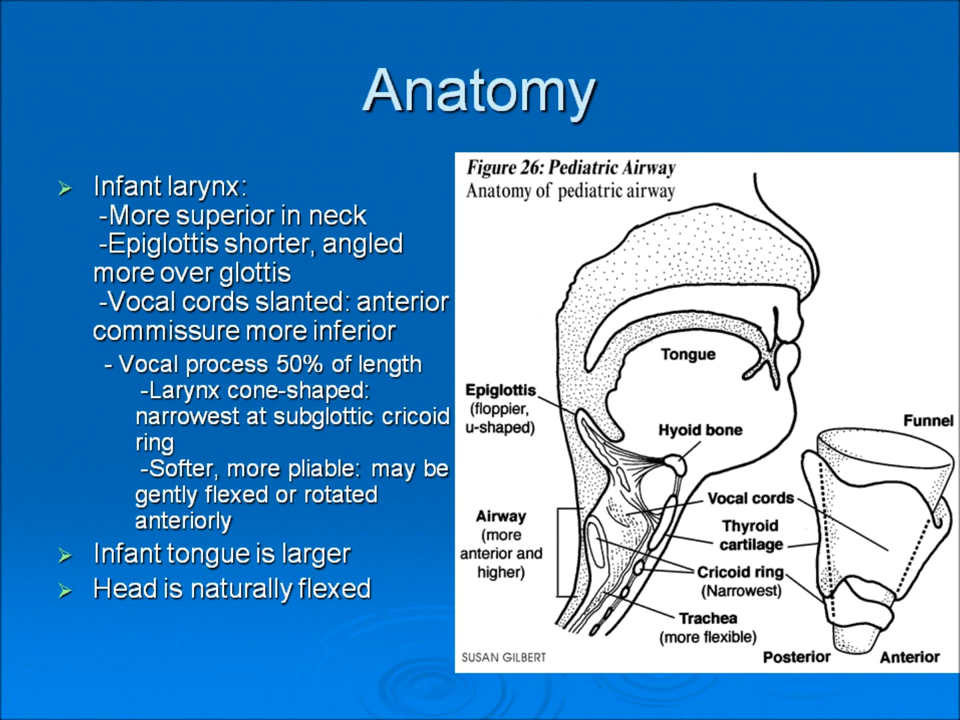 Anatomy
Infant larynx:
-More superior in neck
-Epiglottis shorter, angled
more over glottis
-Vocal cords slanted: anterior
commissure more inferior
- Vocal process 50% of length
-Larynx cone-shaped:
narrowest at subglottic cricoid
ring
-Softer, more pliable: may be
gently flexed or rotated
anteriorly
Infant tongue is larger
Head is naturally flexed
Figure 26: Pediatric Airway
Anatomy of pediatric airway
Tongue
Epiglottis
(floppier,
u-shaped)
Hyoid bone
Funnel
Vocal cords
Airway
(more
anterior and
higher)
Thyroid
cartilage
Cricoid ring
(Narrowest)
Trachea
(more flexible)
SUSAN GILBERT
Posterior
Anterior